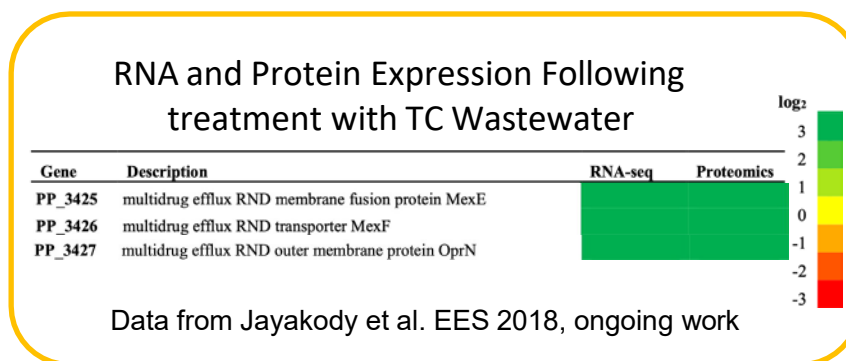 RNA and Protein Expression Following
treatment with TC Wastewater
log₂
Gene Description RNA-seq Proteomics
PP_3425 multidrug efflux RND membrane fusion protein MexE
PP_3426 multidrug efflux RND transporter MexF
PP_3427 multidrug efflux RND outer membrane protein OprN
3
2
1
0
-1
-2
-3
Data from Jayakody et al. EES 2018, ongoing work